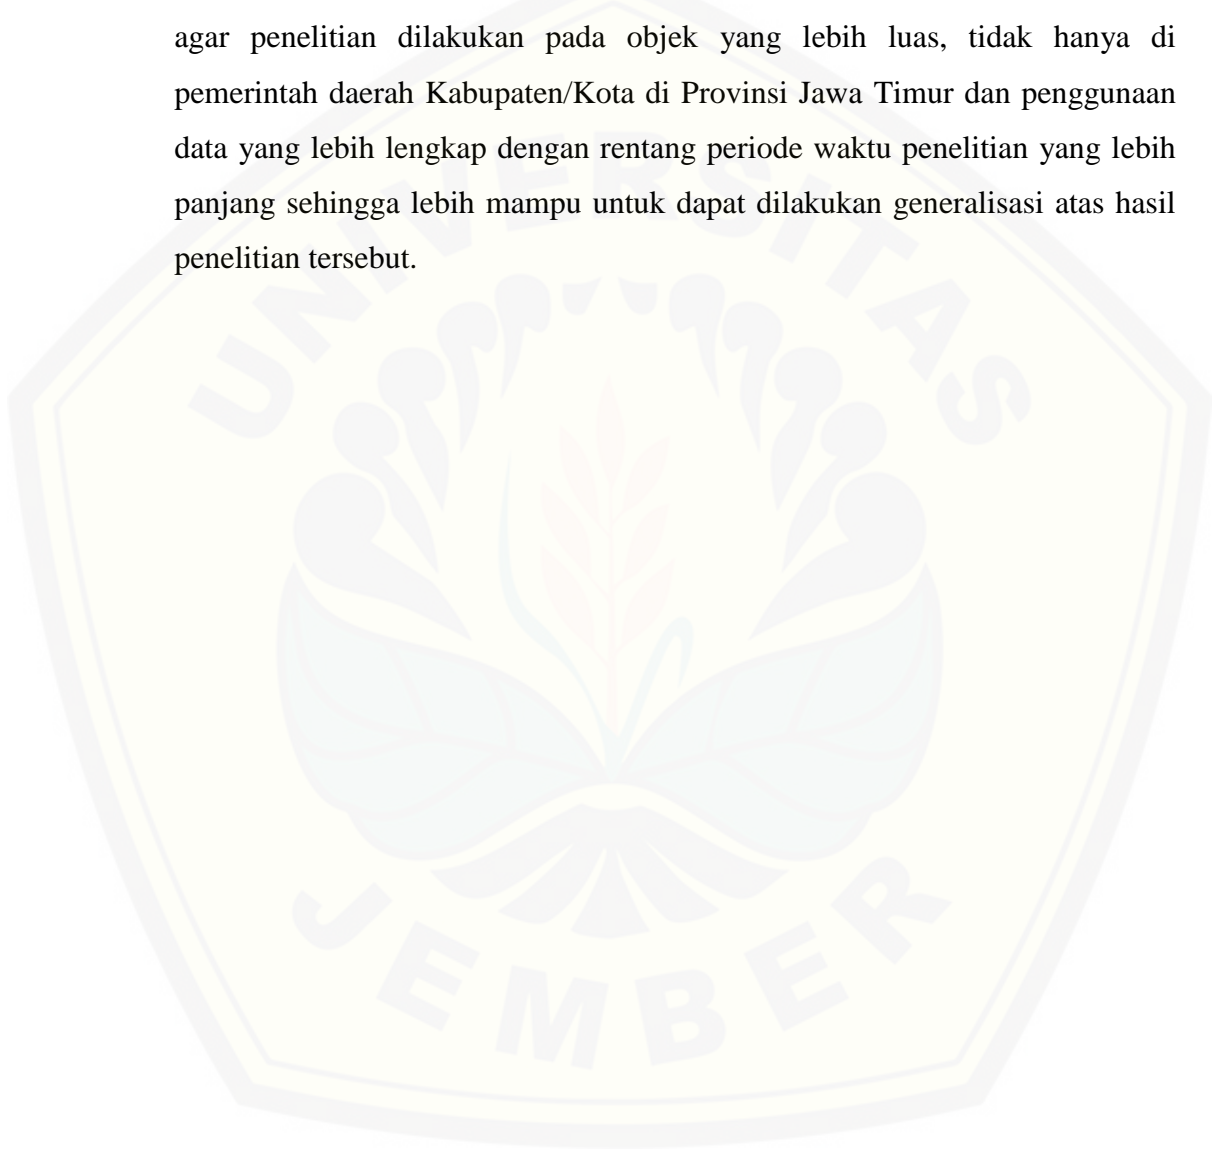 agar penelitian dilakukan pada objek yang lebih luas, tidak hanya di
pemerintah daerah Kabupaten/Kota di Provinsi Jawa Timur dan penggunaan
data yang lebih lengkap dengan rentang periode waktu penelitian yang lebih
panjang sehingga lebih mampu untuk dapat dilakukan generalisasi atas hasil
penelitian tersebut.
UNIVERSITAS
JEMBER